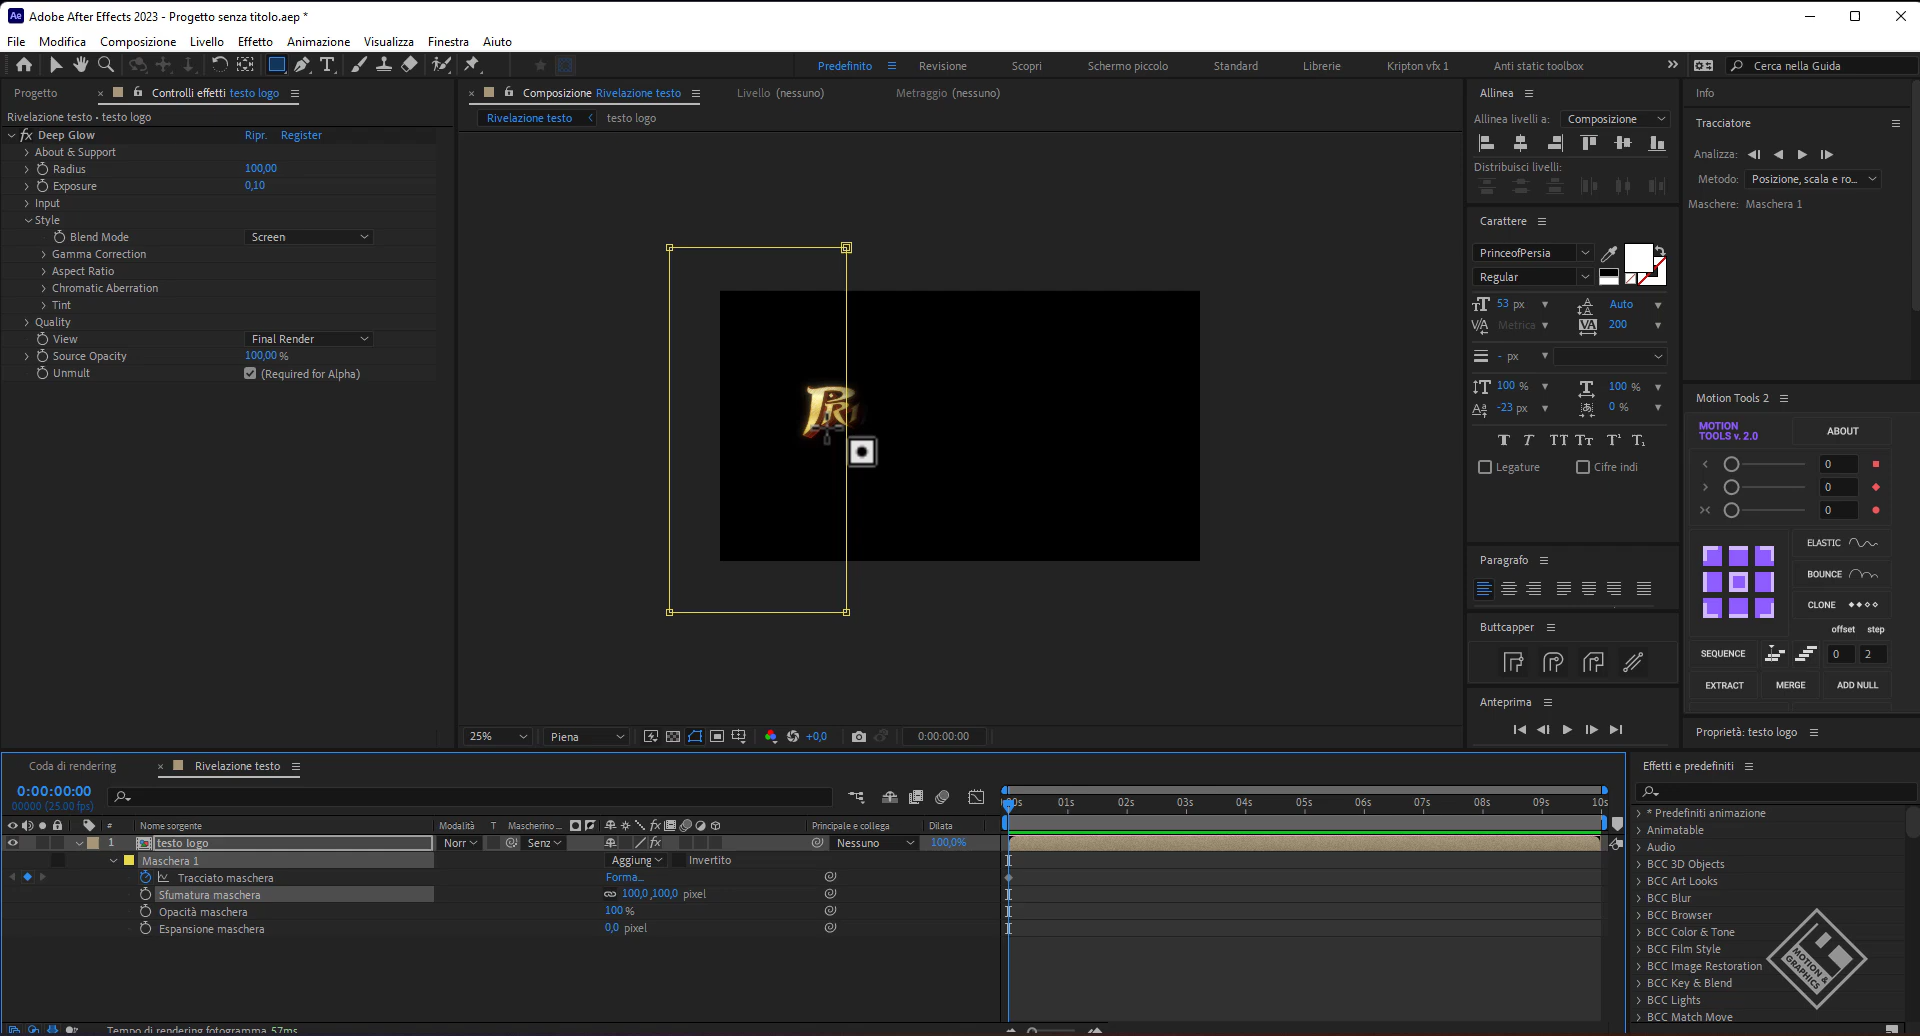 Adobe After Effects 2023 - Progetto senza titolo.aep *
File Modifica Composizione Livello Effetto Animazione Visualizza Finestra Aiuto
Predefinito Revisione Scopri Schermo piccolo Standard Librerie Kripton vfx 1 Anti static toolbox Cerca nella Guida
Progetto Controlli effetti testo logo
Rivelazione testo • testo logo
fx Deep Glow Ripr. Register
About & Support
Radius 100,00
Exposure 0,10
Input
Style
Blend Mode Screen
Gamma Correction
Aspect Ratio
Chromatic Aberration
Tint
Quality
View Final Render
Source Opacity 100,00 %
Unmult (Required for Alpha)
Composizione Rivelazione testo Livello (nessuno) Metraggio (nessuno)
Rivelazione testo testo logo
25% Piena +0,0 0:00:00:00
Allinea
Allinea livelli a: Composizione
Distribuisci livelli:
Carattere
PrinceofPersia
Regular
53 px Auto
Metrica 200
- px
100 % 100 %
-23 px 0 %
Legature Cifre indi
Paragrafo
Buttcapper
Anteprima
Info
Tracciatore
Analizza:
Metodo: Posizione, scala e ro...
Maschere: Maschera 1
Motion Tools 2
MOTION TOOLS v. 2.0 ABOUT
0
0
0
ELASTIC
BOUNCE
CLONE
offset step
SEQUENCE 0 2
EXTRACT MERGE ADD NULL
Proprietà: testo logo
Coda di rendering Rivelazione testo
0:00:00:00
00000 (25.00 fps)
01s 02s 03s 04s 05s 06s 07s 08s 09s 10s
# Nome sorgente Modalità T Mascherino ... Principale e collega Dilata
1 testo logo Norr Senz fx Nessuno 100,0%
Maschera 1 Aggiung Invertito
Tracciato maschera Forma...
Sfumatura maschera 100,0 ,100,0 pixel
Opacità maschera 100 %
Espansione maschera 0,0 pixel
Tempo di rendering fotogramma 57ms
Effetti e predefiniti
* Predefiniti animazione
Animatable
Audio
BCC 3D Objects
BCC Art Looks
BCC Blur
BCC Browser
BCC Color & Tone
BCC Film Style
BCC Image Restoration
BCC Key & Blend
BCC Lights
BCC Match Move
MOTION & GRAPHICS